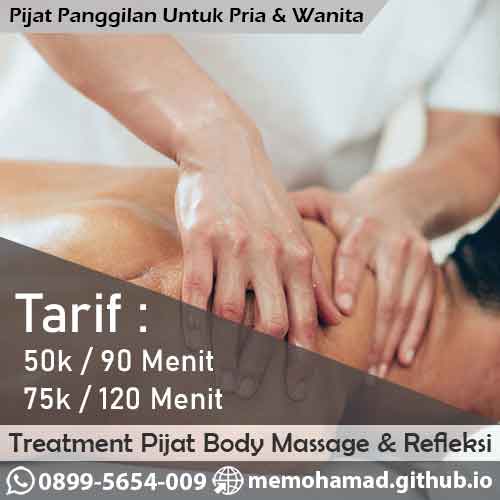 Pijat Panggilan Untuk Pria & Wanita
Tarif :
50k / 90 Menit
75k / 120 Menit
Treatment Pijat Body Massage & Refleksi
0899-5654-009 memohamad.github.io